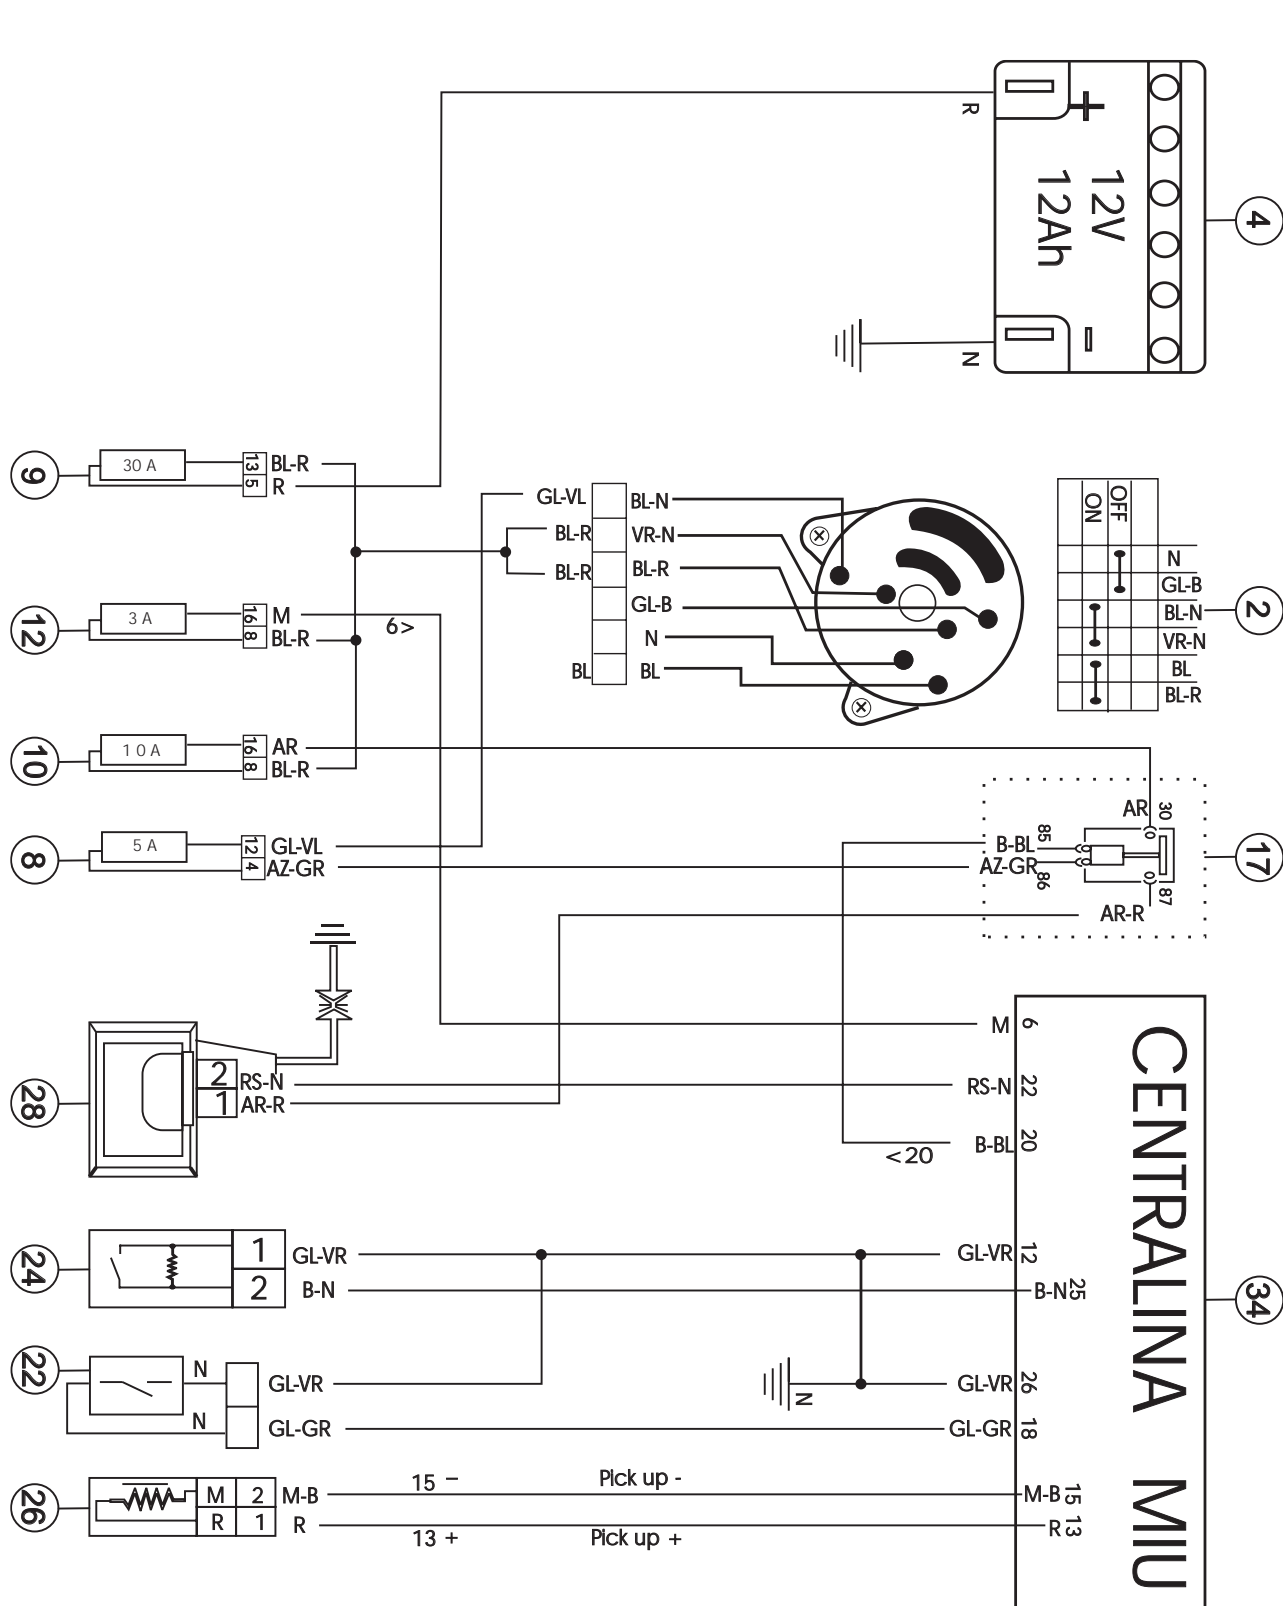 R
+
12V
12Ah
-
N
4
9
30 A
13 BL-R
5 R
12
3 A
16 M
8 BL-R
6>
10
1 0 A
16 AR
8 BL-R
8
5 A
12 GL-VL
4 AZ-GR
GL-VL
BL-R
BL-R
BL
BL-N
VR-N
BL-R
GL-B
N
BL
ON
OFF
N
GL-B
BL-N
VR-N
BL
BL-R
2
AR 30
85
B-BL
AZ-GR
86
87
AR-R
17
28
2 RS-N
1 AR-R
M 6
RS-N 22
B-BL 20
<20
24
1 GL-VR
2 B-N
GL-VR 12
B-N 25
22
N
GL-VR
N
GL-GR
N
GL-VR 26
GL-GR 18
34
26
M 2 M-B
R 1 R
15 -
Pick up -
M-B 15
13 +
Pick up +
R 13
CENTRALINA MIU